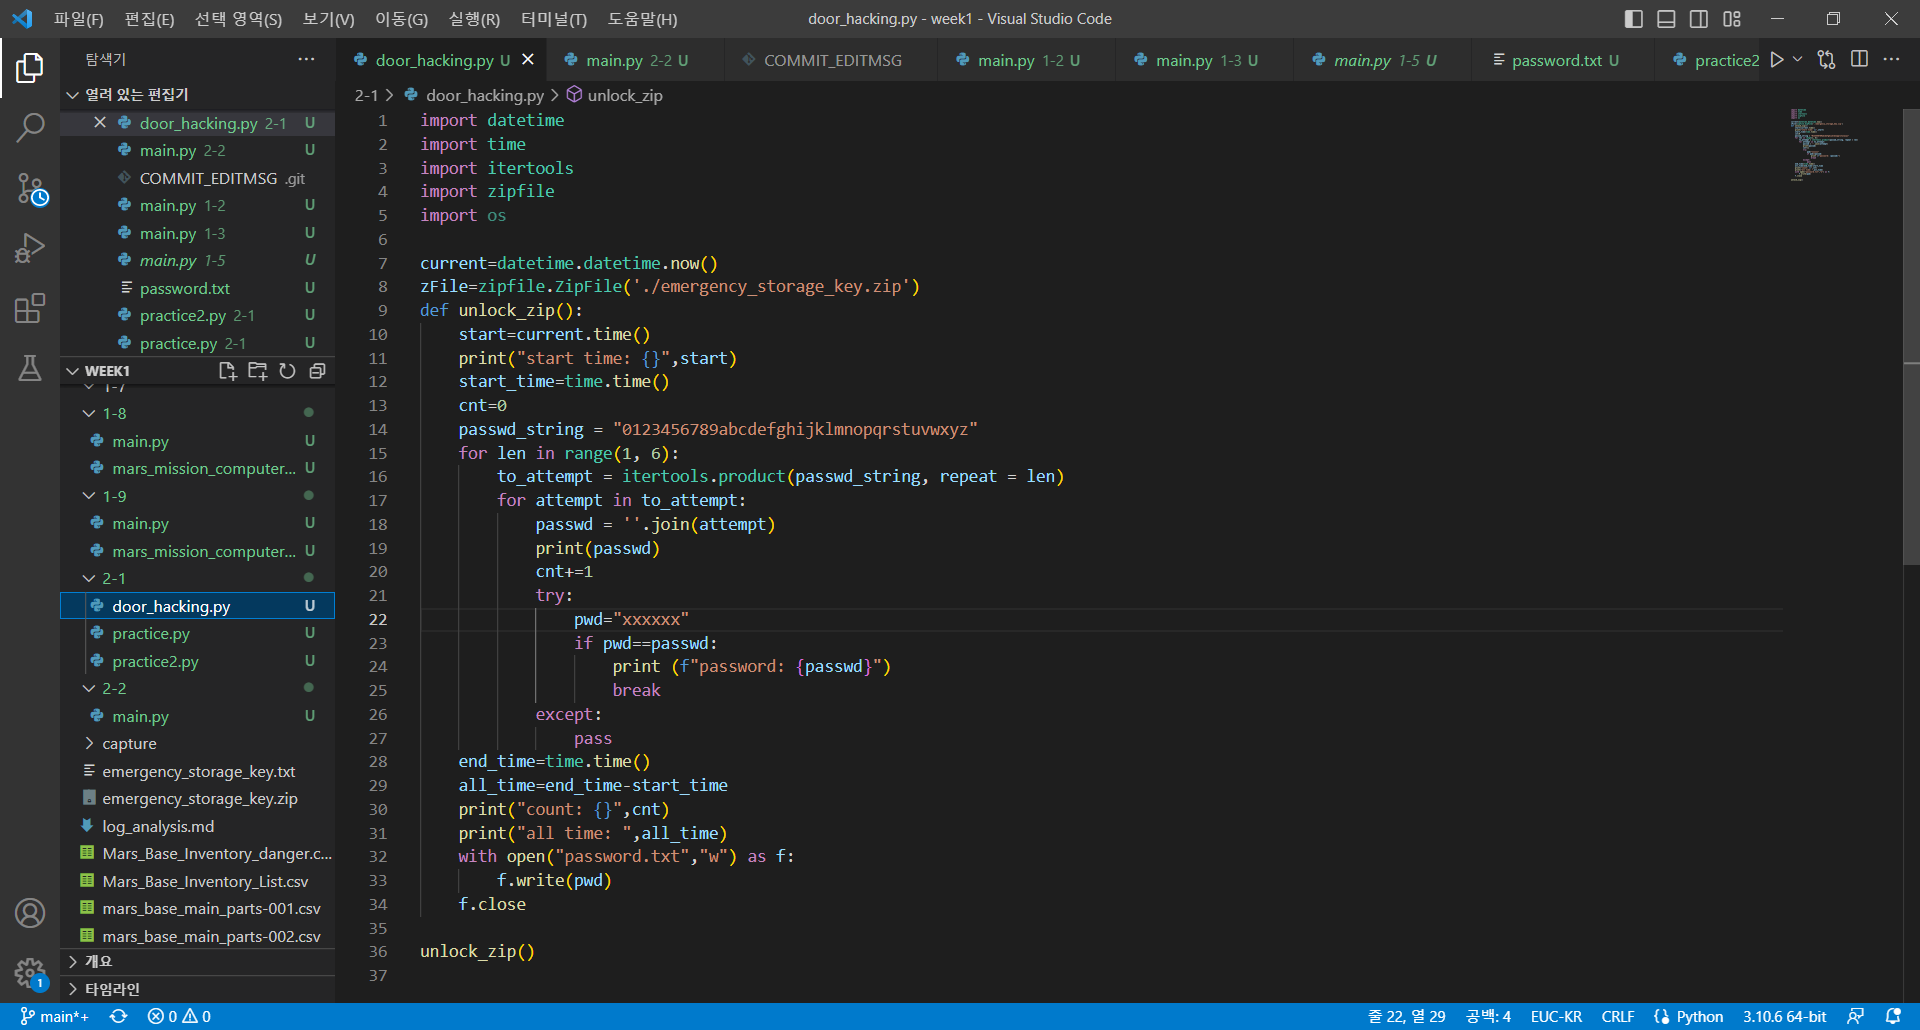 파일(F) 편집(E) 선택 영역(S) 보기(V) 이동(G) 실행(R) 터미널(T) 도움말(H) door_hacking.py - week1 - Visual Studio Code
탐색기
door_hacking.py U
main.py 2-2 U
COMMIT_EDITMSG
main.py 1-2 U
main.py 1-3 U
main.py 1-5 U
password.txt U
practice2
열려 있는 편집기
door_hacking.py 2-1 U
main.py 2-2 U
COMMIT_EDITMSG .git
main.py 1-2 U
main.py 1-3 U
main.py 1-5 U
password.txt U
practice2.py 2-1 U
practice.py 2-1 U
WEEK1
1-7
1-8
main.py U
mars_mission_computer... U
1-9
main.py U
mars_mission_computer... U
2-1
door_hacking.py U
practice.py U
practice2.py U
2-2
main.py U
capture
emergency_storage_key.txt
emergency_storage_key.zip
log_analysis.md
Mars_Base_Inventory_danger.c...
Mars_Base_Inventory_List.csv
mars_base_main_parts-001.csv
mars_base_main_parts-002.csv
개요
타임라인
2-1 > door_hacking.py > unlock_zip
1 import datetime
2 import time
3 import itertools
4 import zipfile
5 import os
6
7 current=datetime.datetime.now()
8 zFile=zipfile.ZipFile('./emergency_storage_key.zip')
9 def unlock_zip():
10     start=current.time()
11     print("start time: {}",start)
12     start_time=time.time()
13     cnt=0
14     passwd_string = "0123456789abcdefghijklmnopqrstuvwxyz"
15     for len in range(1, 6):
16         to_attempt = itertools.product(passwd_string, repeat = len)
17         for attempt in to_attempt:
18             passwd = ''.join(attempt)
19             print(passwd)
20             cnt+=1
21             try:
22                 pwd="xxxxxx"
23                 if pwd==passwd:
24                     print (f"password: {passwd}")
25                     break
26             except:
27                 pass
28     end_time=time.time()
29     all_time=end_time-start_time
30     print("count: {}",cnt)
31     print("all time: ",all_time)
32     with open("password.txt","w") as f:
33         f.write(pwd)
34     f.close
35
36 unlock_zip()
37
1
main*+ 0 0 줄 22, 열 29 공백: 4 EUC-KR CRLF Python 3.10.6 64-bit